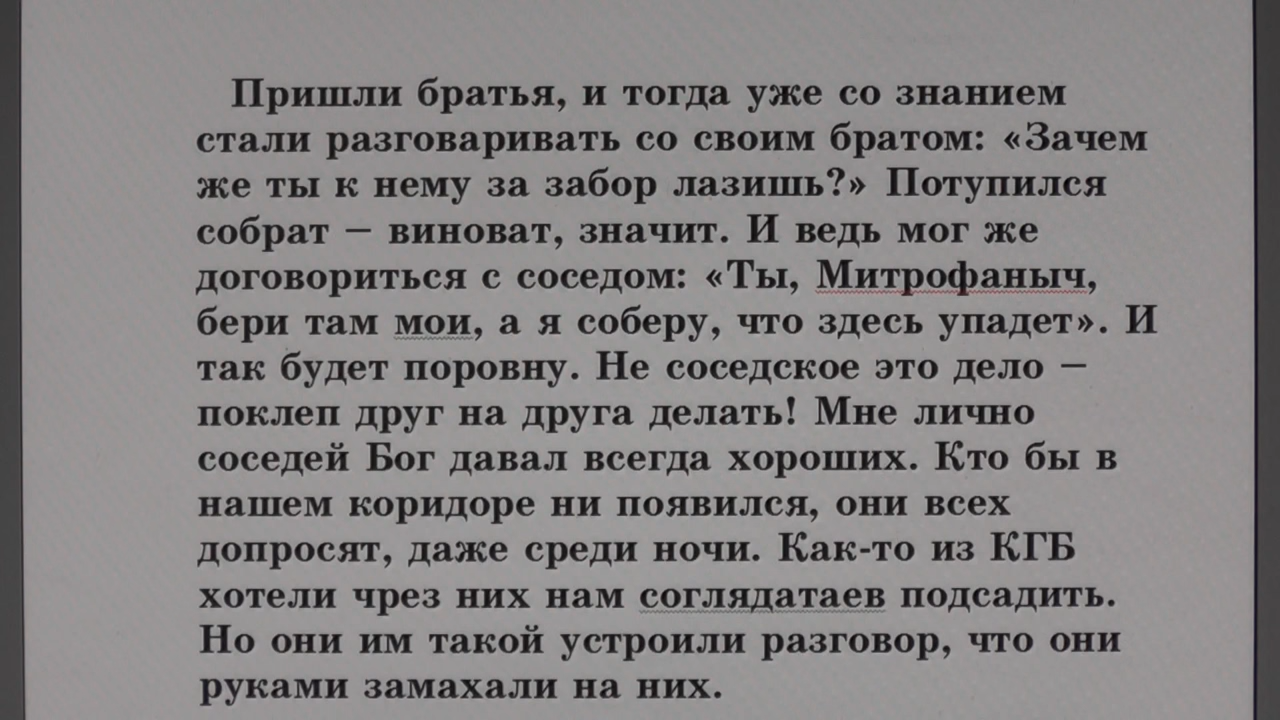 Пришли братья, и тогда уже со знанием
стали разговаривать со своим братом: «Зачем
же ты к нему за забор лазишь?» Потупился
собрат – виноват, значит. И ведь мог же
договориться с соседом: «Ты, Митрофаныч,
бери там мои, а я соберу, что здесь упадет». И
так будет поровну. Не соседское это дело –
поклеп друг на друга делать! Мне лично
соседей Бог давал всегда хороших. Кто бы в
нашем коридоре ни появился, они всех
допросят, даже среди ночи. Как-то из КГБ
хотели чрез них нам соглядатаев подсадить.
Но они им такой устроили разговор, что они
руками замахали на них.